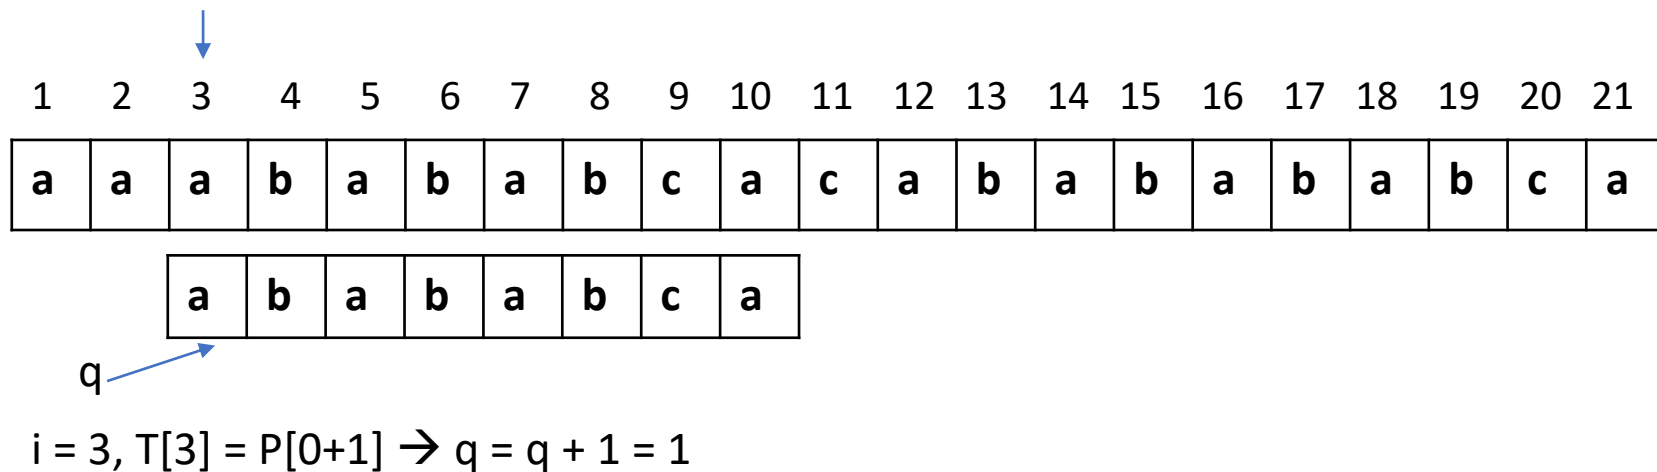 1 2 3 4 5 6 7 8 9 10 11 12 13 14 15 16 17 18 19 20 21
a a a b a b a b c a c a b a b a b a b c a
a b a b a b c a
q
i = 3, T[3] = P[0+1] → q = q + 1 = 1